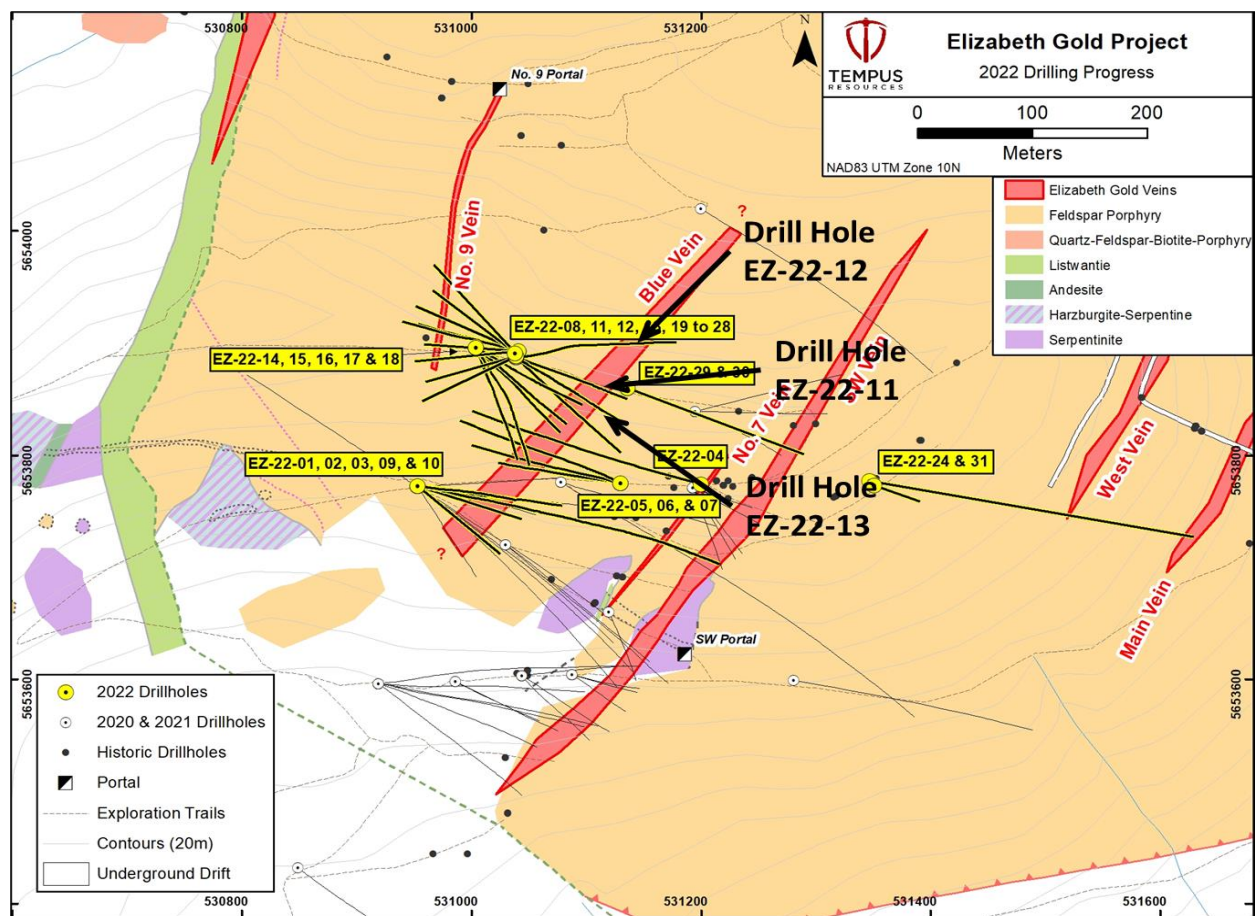 530800
531000
531200
N
TEMPUS
RESOURCES
Elizabeth Gold Project
2022 Drilling Progress
0 100 200
Meters
NAD83 UTM Zone 10N
Elizabeth Gold Veins
Feldspar Porphyry
Quartz-Feldspar-Biotite-Porphyry
Listwantie
Andesite
Harzburgite-Serpentine
Serpentinite
No. 9 Portal
?
5654000
No. 9 Vein
Blue Vein
Drill Hole
EZ-22-12
EZ-22-08, 11, 12, 19 to 28
EZ-22-14, 15, 16, 17 & 18
Drill Hole
EZ-22-11
EZ-22-29 & 30
SW Vein
No. 7 Vein
5653800
5653800
EZ-22-01, 02, 03, 09, & 10
EZ-22-04
EZ-22-24 & 31
West Vein
EZ-22-05, 06, & 07
Drill Hole
EZ-22-13
?
Main Vein
SW Portal
5653600
5653600
2022 Drillholes
2020 & 2021 Drillholes
Historic Drillholes
Portal
Exploration Trails
Contours (20m)
Underground Drift
530800
531000
531200
531400
531600